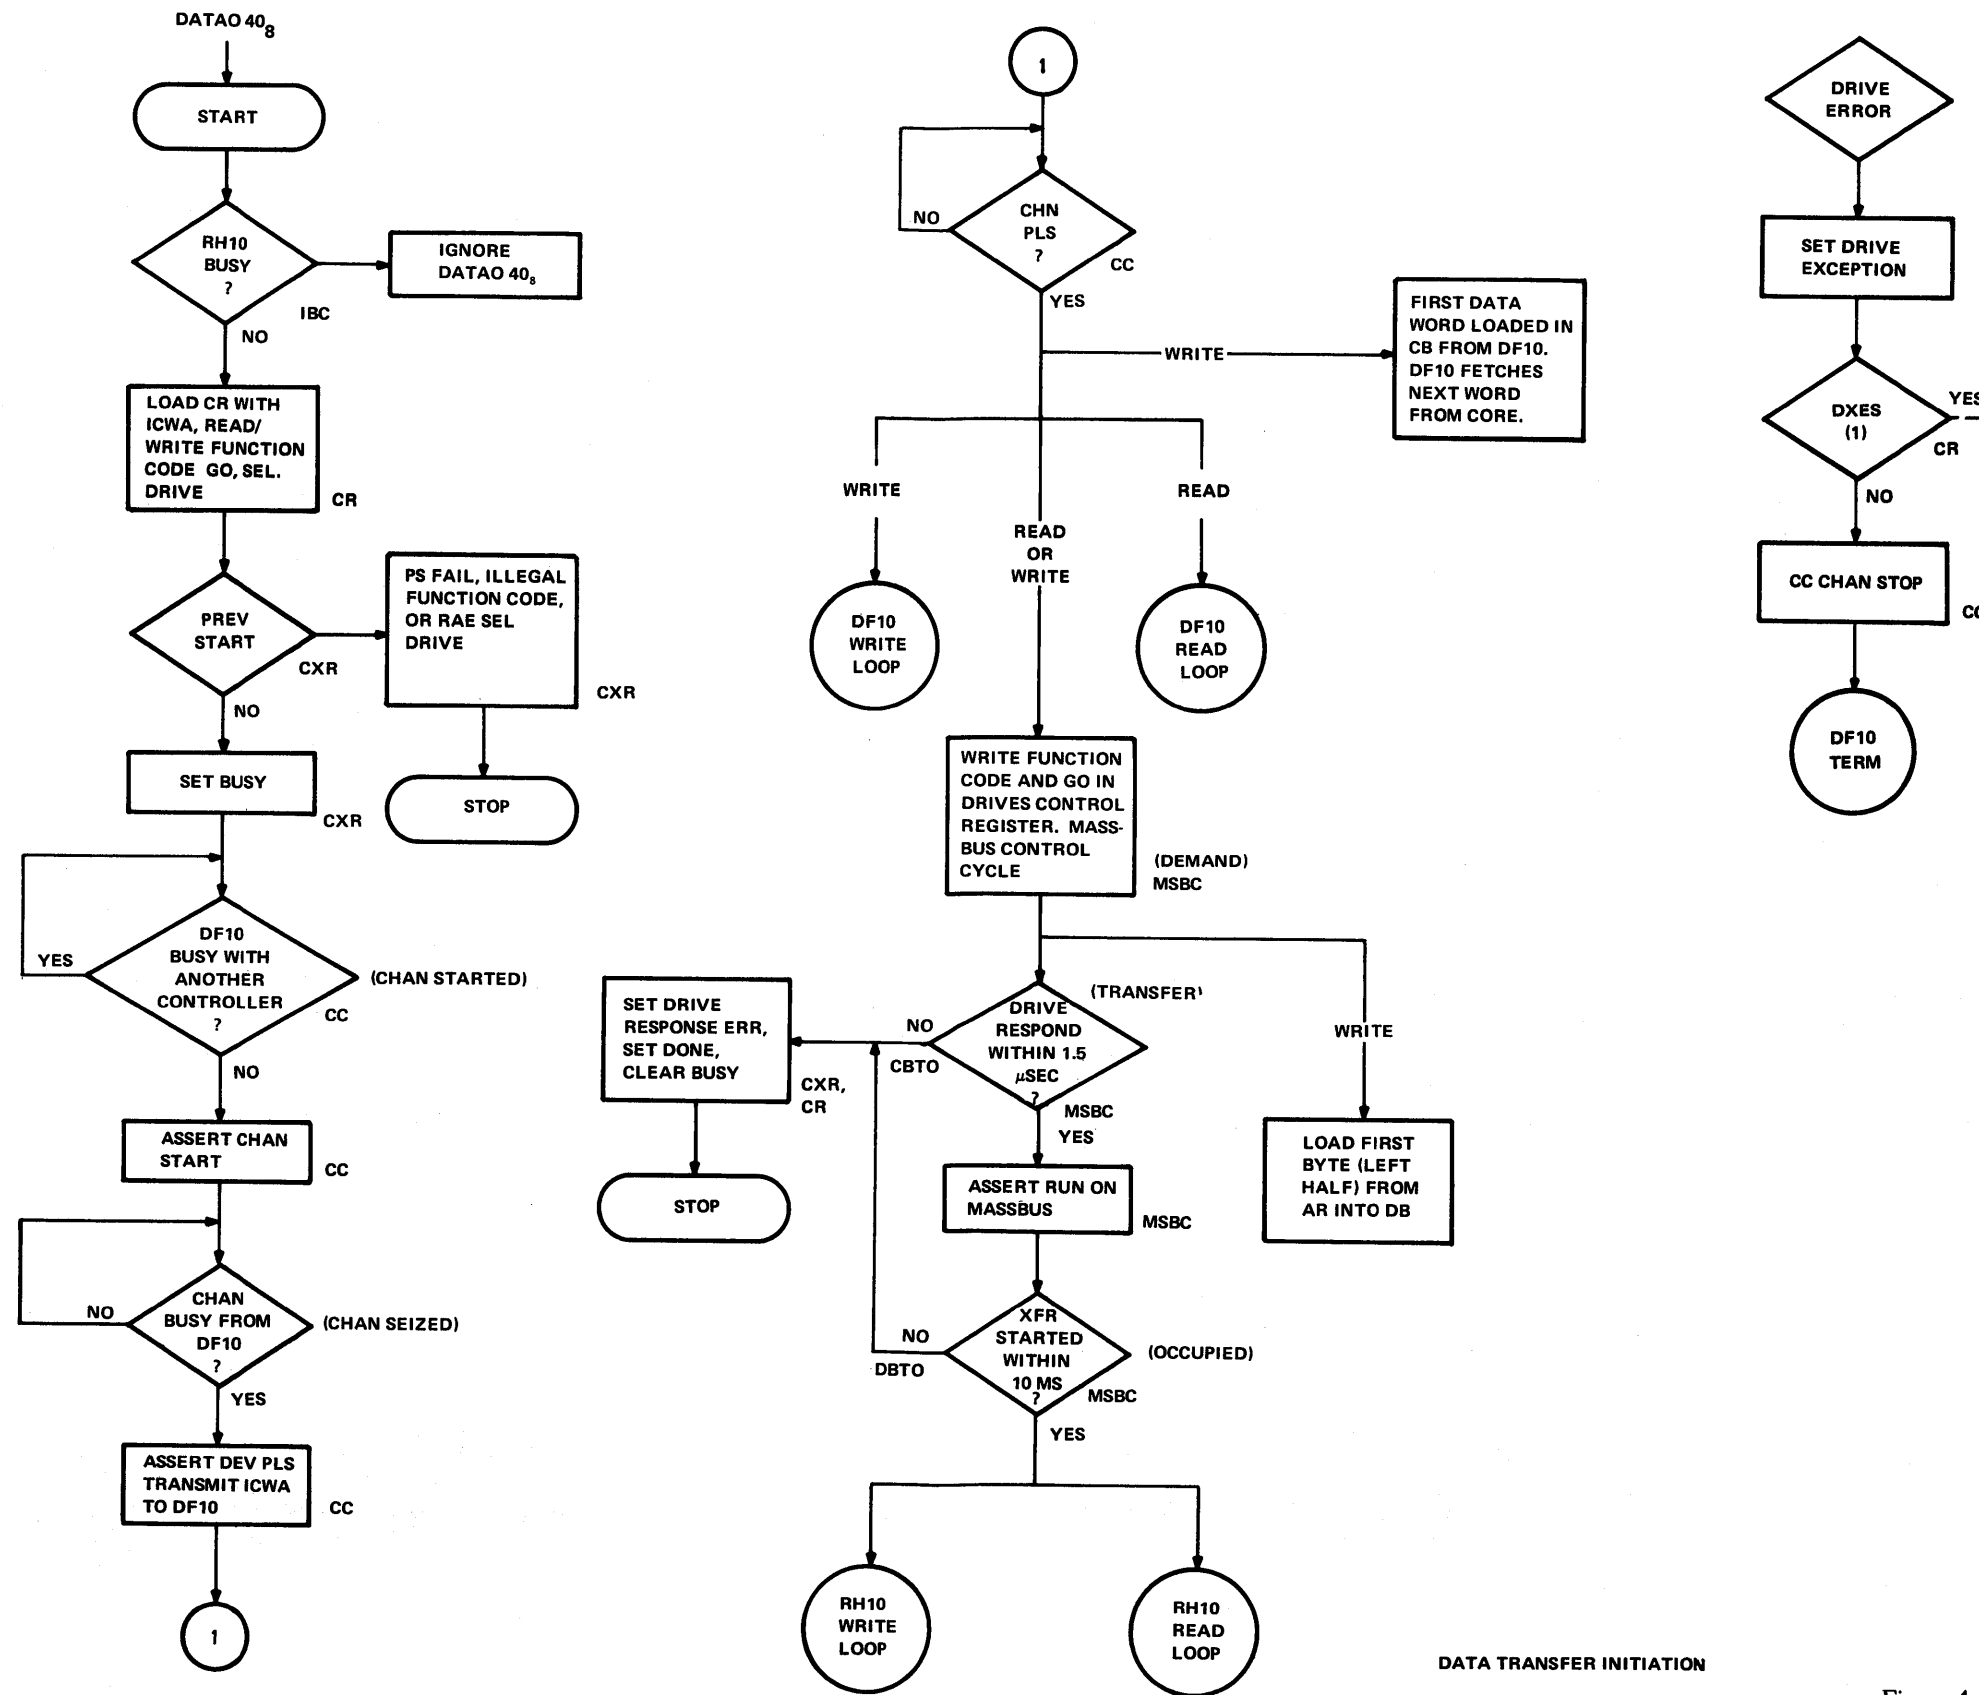 DATAO 40₈
START
RH10
BUSY
?
IBC
NO
IGNORE
DATAO 40₈
LOAD CR WITH
ICWA, READ/
WRITE FUNCTION
CODE GO, SEL.
DRIVE
CR
PREV
START
CXR
NO
PS FAIL, ILLEGAL
FUNCTION CODE,
OR RAE SEL
DRIVE
CXR
STOP
SET BUSY
CXR
DF10
BUSY WITH
ANOTHER
CONTROLLER
?
YES
(CHAN STARTED)
CC
NO
ASSERT CHAN
START
CC
CHAN
BUSY FROM
DF10
?
NO
(CHAN SEIZED)
YES
ASSERT DEV PLS
TRANSMIT ICWA
TO DF10
CC
1
1
CHN
PLS
?
NO
CC
YES
WRITE
FIRST DATA
WORD LOADED IN
CB FROM DF10.
DF10 FETCHES
NEXT WORD
FROM CORE.
WRITE
READ
READ
OR
WRITE
DF10
WRITE
LOOP
DF10
READ
LOOP
WRITE FUNCTION
CODE AND GO IN
DRIVES CONTROL
REGISTER. MASS-
BUS CONTROL
CYCLE
(DEMAND)
MSBC
(TRANSFER)
DRIVE
RESPOND
WITHIN 1.5
μSEC
?
NO
CBTO
MSBC
YES
SET DRIVE
RESPONSE ERR,
SET DONE,
CLEAR BUSY
CXR,
CR
STOP
WRITE
LOAD FIRST
BYTE (LEFT
HALF) FROM
AR INTO DB
ASSERT RUN ON
MASSBUS
MSBC
XFR
STARTED
WITHIN
10 MS
?
NO
DBTO
(OCCUPIED)
MSBC
YES
RH10
WRITE
LOOP
RH10
READ
LOOP
DRIVE
ERROR
SET DRIVE
EXCEPTION
DXES
(1)
YES
CR
NO
CC CHAN STOP
DF10
TERM
DATA TRANSFER INITIATION